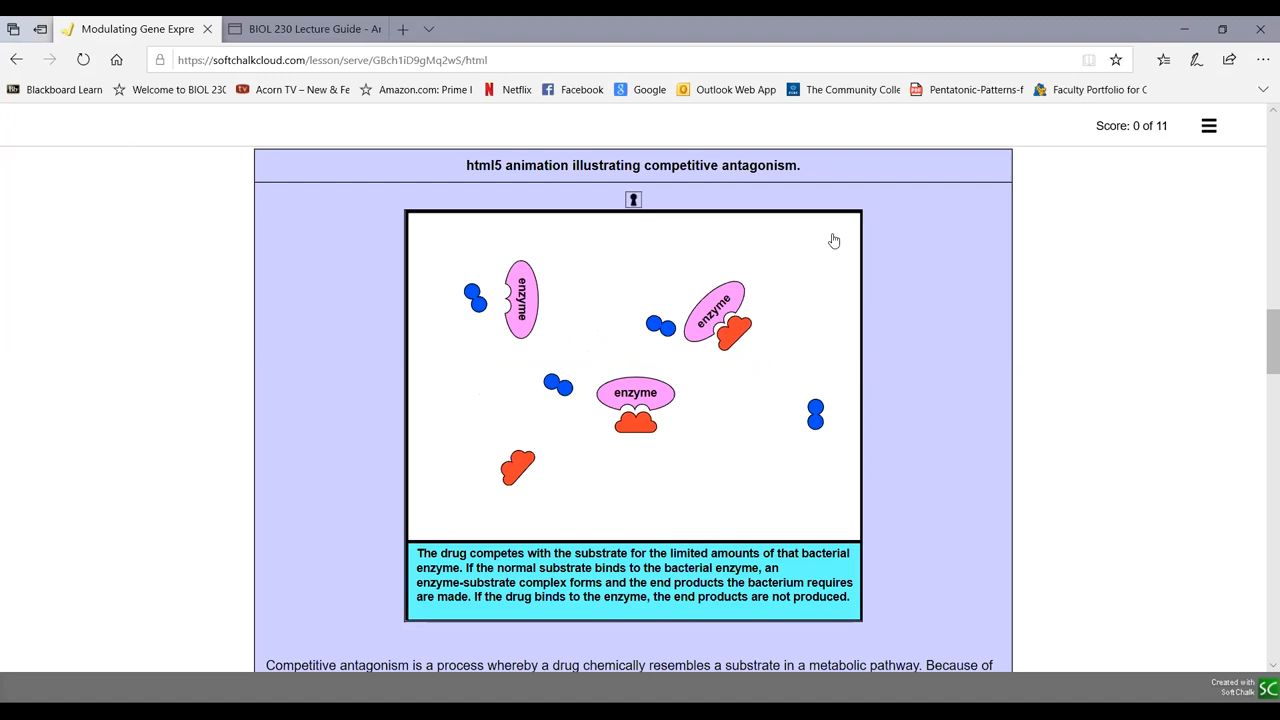 Modulating Gene Expre
BIOL 230 Lecture Guide - Ar
https://softchalkcloud.com/lesson/serve/GBch1iD9gMq2wS/html
Bb Blackboard Learn
Welcome to BIOL 230
tv Acorn TV – New & Fe
Amazon.com: Prime I
N Netflix
f Facebook
g Google
O Outlook Web App
The Community Colle
PDF Pentatonic-Patterns-f
Faculty Portfolio for C
Score: 0 of 11
html5 animation illustrating competitive antagonism.
enzyme
enzyme
enzyme
The drug competes with the substrate for the limited amounts of that bacterial
enzyme. If the normal substrate binds to the bacterial enzyme, an
enzyme-substrate complex forms and the end products the bacterium requires
are made. If the drug binds to the enzyme, the end products are not produced.
Competitive antagonism is a process whereby a drug chemically resembles a substrate in a metabolic pathway. Because of
Created with
SoftChalk
SC